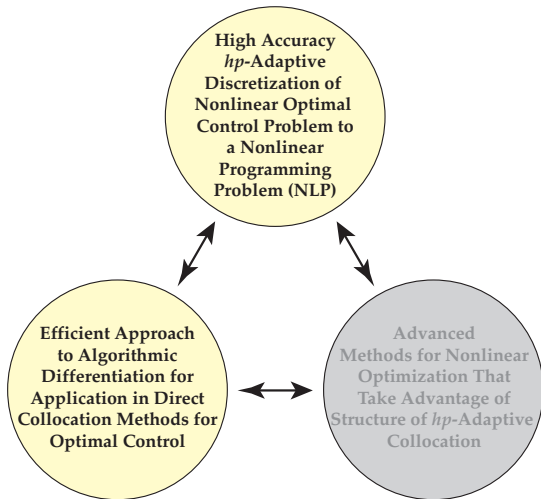 High Accuracy
hp-Adaptive
Discretization of
Nonlinear Optimal
Control Problem to
a Nonlinear
Programming
Problem (NLP)
Efficient Approach
to Algorithmic
Differentiation for
Application in Direct
Collocation Methods for
Optimal Control
Advanced
Methods for Nonlinear
Optimization That
Take Advantage of
Structure of hp-Adaptive
Collocation